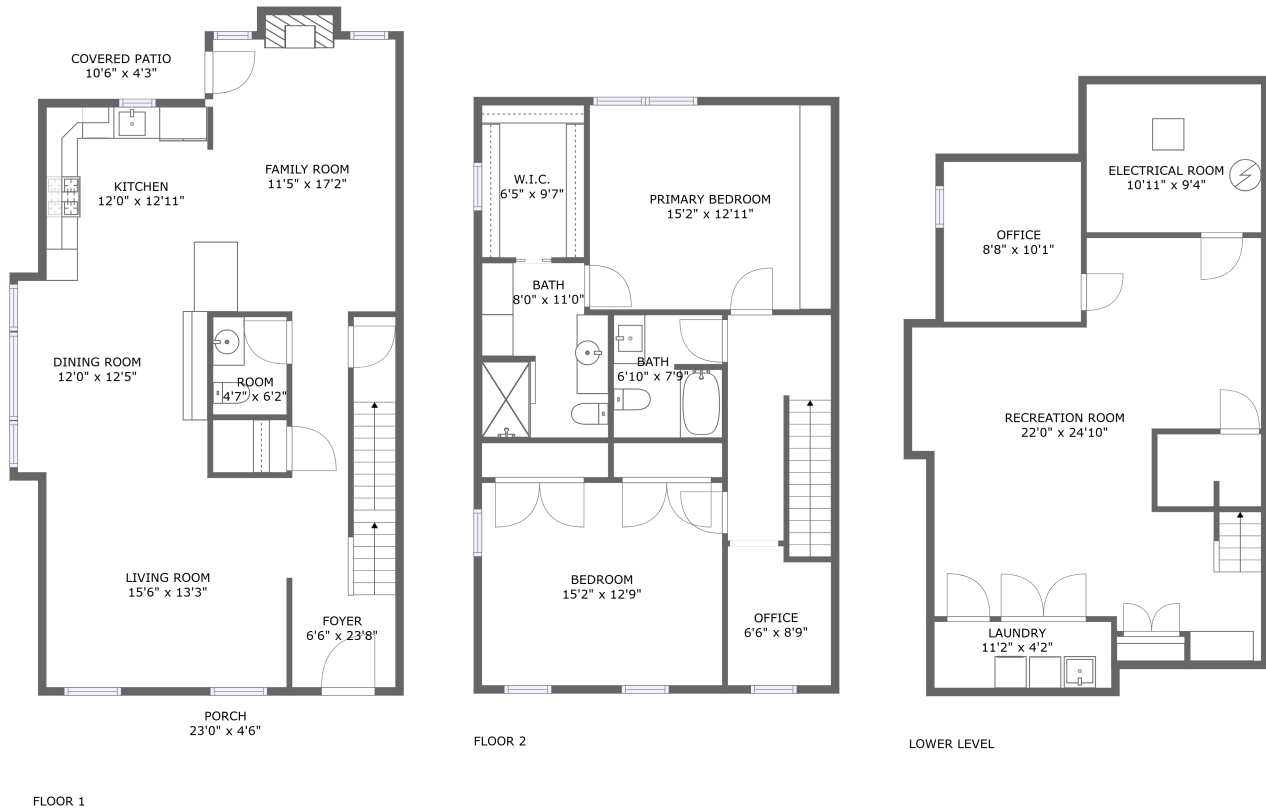 COVERED PATIO
10'6" x 4'3"
FAMILY ROOM
11'5" x 17'2"
KITCHEN
12'0" x 12'11"
DINING ROOM
12'0" x 12'5"
ROOM
4'7" x 6'2"
LIVING ROOM
15'6" x 13'3"
FOYER
6'6" x 23'8"
PORCH
23'0" x 4'6"
FLOOR 1
W.I.C.
6'5" x 9'7"
PRIMARY BEDROOM
15'2" x 12'11"
BATH
8'0" x 11'0"
BATH
6'10" x 7'9"
BEDROOM
15'2" x 12'9"
OFFICE
6'6" x 8'9"
FLOOR 2
ELECTRICAL ROOM
10'11" x 9'4"
OFFICE
8'8" x 10'1"
RECREATION ROOM
22'0" x 24'10"
LAUNDRY
11'2" x 4'2"
LOWER LEVEL